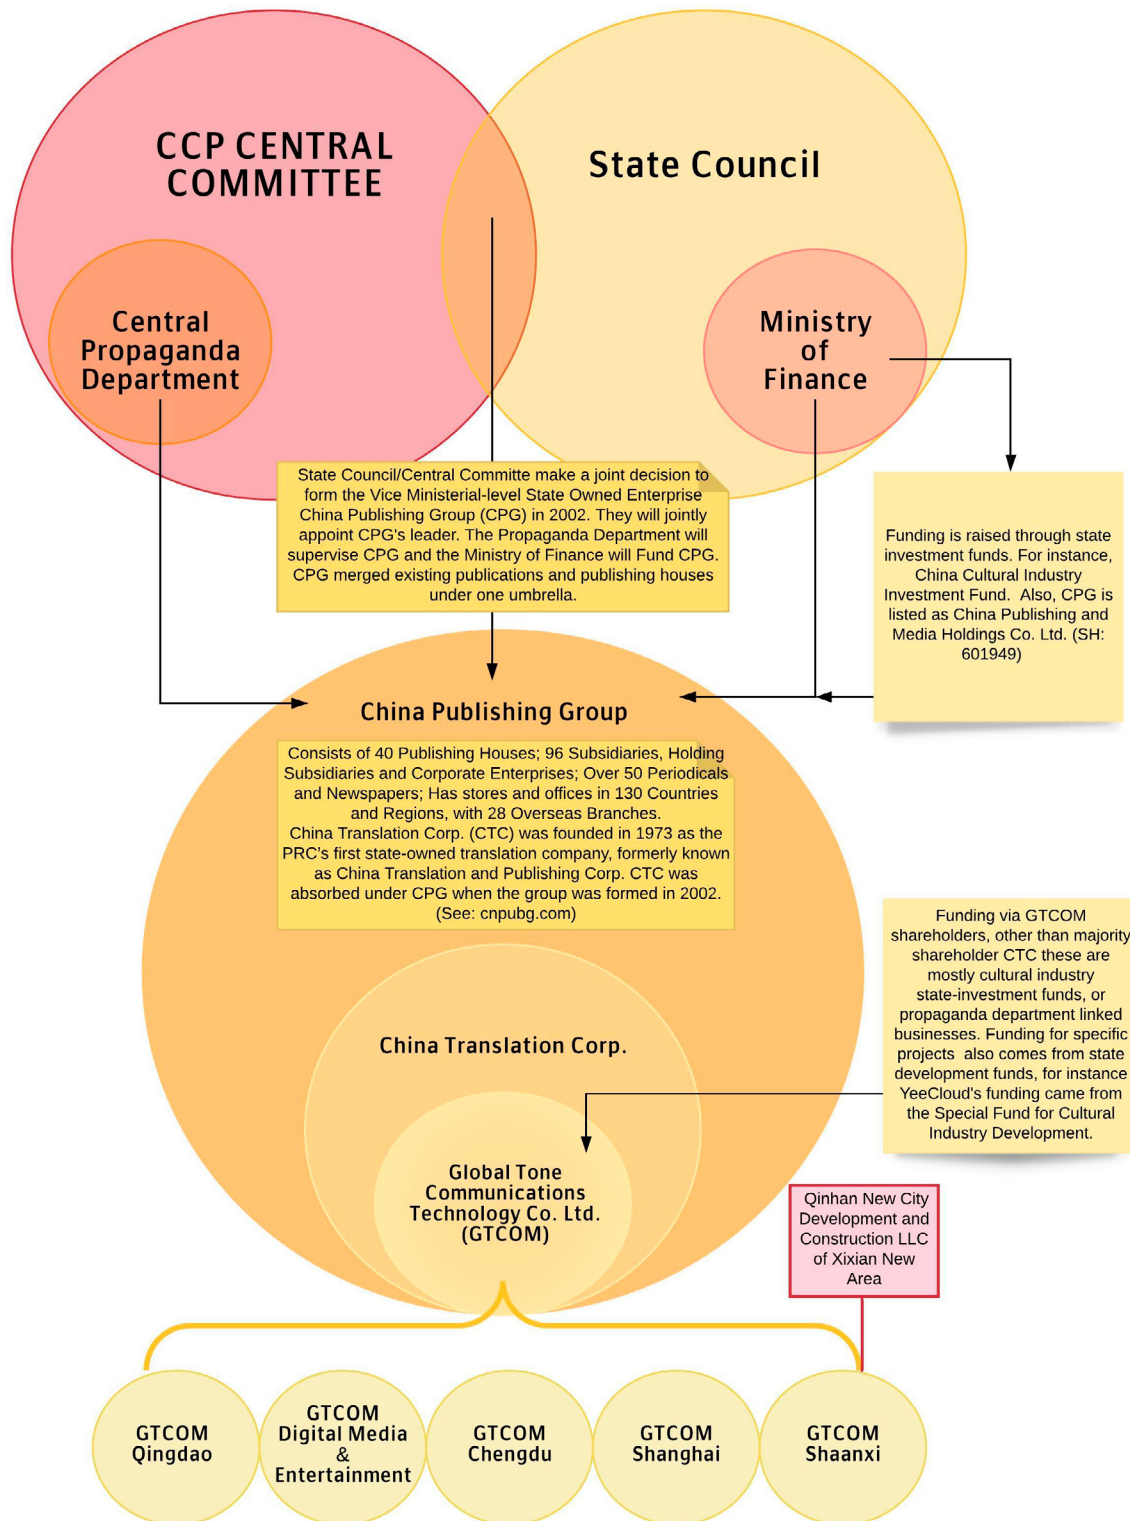 CCP CENTRAL
COMMITTEE
State Council
Central
Propaganda
Department
Ministry
of
Finance
State Council/Central Committe make a joint decision to
form the Vice Ministerial-level State Owned Enterprise
China Publishing Group (CPG) in 2002. They will jointly
appoint CPG's leader. The Propaganda Department will
supervise CPG and the Ministry of Finance will Fund CPG.
CPG merged existing publications and publishing houses
under one umbrella.
Funding is raised through state
investment funds. For instance,
China Cultural Industry
Investment Fund. Also, CPG is
listed as China Publishing and
Media Holdings Co. Ltd. (SH:
601949)
China Publishing Group
Consists of 40 Publishing Houses; 96 Subsidiaries, Holding
Subsidiaries and Corporate Enterprises; Over 50 Periodicals
and Newspapers; Has stores and offices in 130 Countries
and Regions, with 28 Overseas Branches.
China Translation Corp. (CTC) was founded in 1973 as the
PRC's first state-owned translation company, formerly known
as China Translation and Publishing Corp. CTC was
absorbed under CPG when the group was formed in 2002.
(See: cnpubg.com)
Funding via GTCOM
shareholders, other than majority
shareholder CTC these are
mostly cultural industry
state-investment funds, or
propaganda department linked
businesses. Funding for specific
projects also comes from state
development funds, for instance
YeeCloud's funding came from
the Special Fund for Cultural
Industry Development.
China Translation Corp.
Global Tone
Communications
Technology Co. Ltd.
(GTCOM)
Qinhan New City
Development and
Construction LLC
of Xixian New
Area
GTCOM
Qingdao
GTCOM
Digital Media
&
Entertainment
GTCOM
Chengdu
GTCOM
Shanghai
GTCOM
Shaanxi